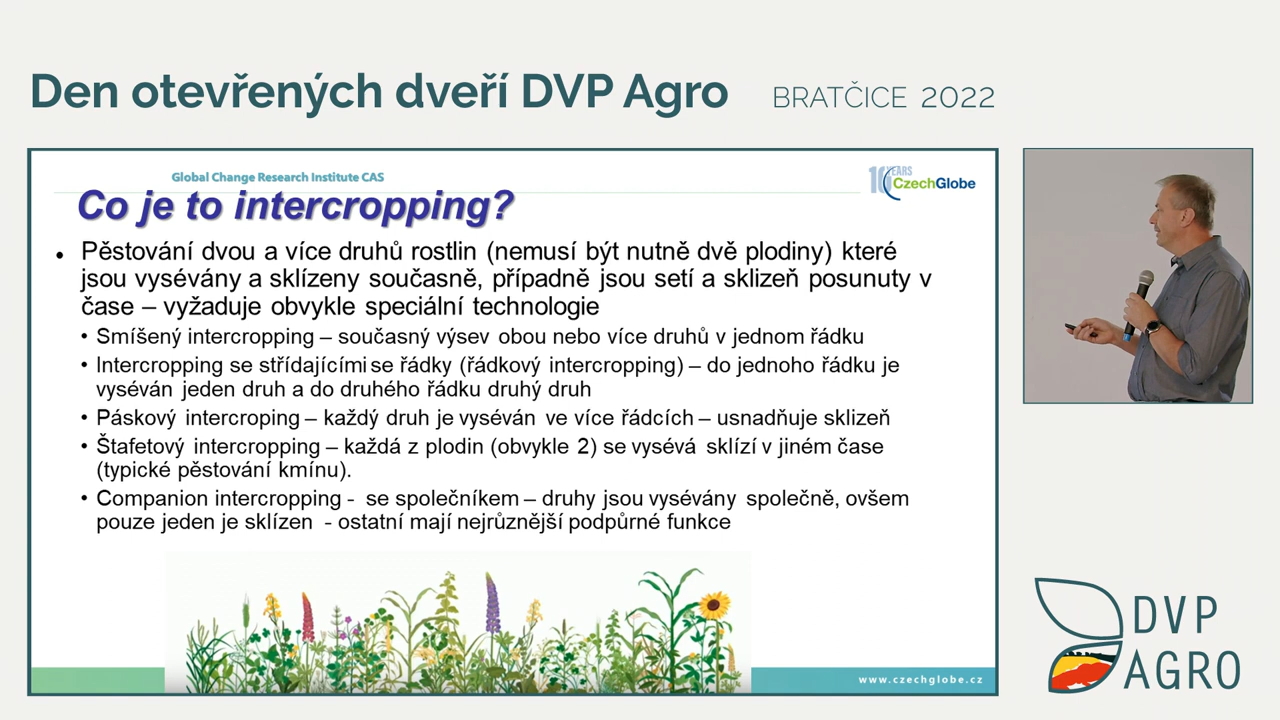 Den otevřených dveří DVP Agro BRATČICE 2022
Global Change Research Institute CAS
10 YEARS
CzechGlobe
Co je to intercropping?
Pěstování dvou a více druhů rostlin (nemusí být nutně dvě plodiny) které
jsou vysévány a sklízeny současně, případně jsou setí a sklizeň posunuty v
čase – vyžaduje obvykle speciální technologie
• Smíšený intercropping – současný výsev obou nebo více druhů v jednom řádku
• Intercropping se střídajícími se řádky (řádkový intercropping) – do jednoho řádku je
vyséván jeden druh a do druhého řádku druhý druh
• Páskový intercroping – každý druh je vyséván ve více řádcích – usnadňuje sklizeň
• Štafetový intercropping – každá z plodin (obvykle 2) se vysévá sklízí v jiném čase
(typické pěstování kmínu).
• Companion intercropping - se společníkem – druhy jsou vysévány společně, ovšem
pouze jeden je sklízen - ostatní mají nejrůznější podpůrné funkce
www.czechglobe.cz
DVP
AGRO